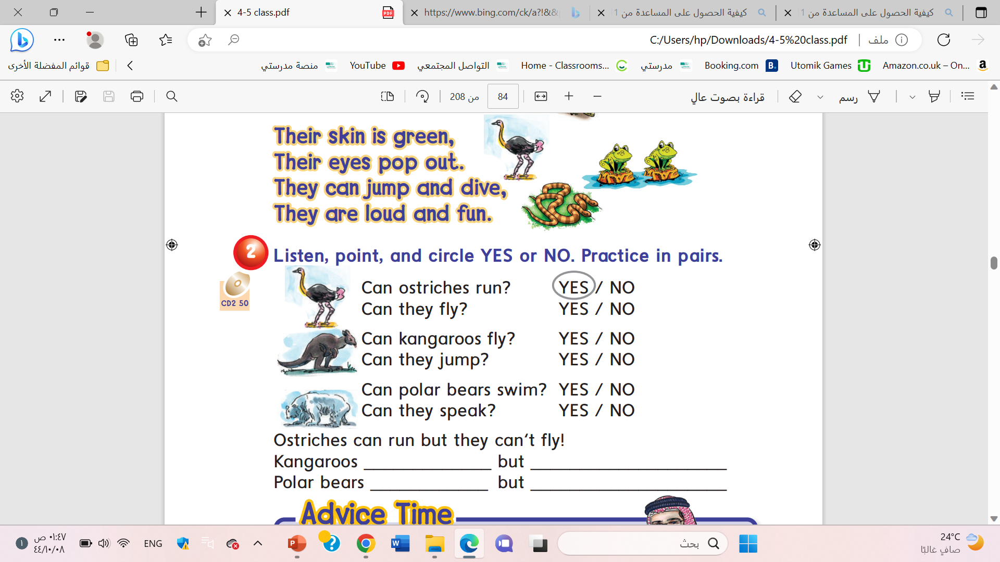 4-5 class.pdf
https://www.bing.com/ck/a?!&&
كيفية الحصول على المساعدة من 1
كيفية الحصول على المساعدة من 1
C:/Users/hp/Downloads/4-5%20class.pdf
ملف
قوائم المفضلة الأخرى
منصة مدرستي
YouTube
التواصل المجتمعي
Home - Classrooms...
مدرستي
Booking.com
Utomik Games
Amazon.co.uk – On...
84
من 208
قراءة بصوت عالٍ
رسم
Their skin is green,
Their eyes pop out.
They can jump and dive,
They are loud and fun.
2
Listen, point, and circle YES or NO. Practice in pairs.
CD2 50
Can ostriches run? YES / NO
Can they fly? YES / NO
Can kangaroos fly? YES / NO
Can they jump? YES / NO
Can polar bears swim? YES / NO
Can they speak? YES / NO
Ostriches can run but they can't fly!
Kangaroos ______________ but ______________________
Polar bears _____________ but ______________________
Advice Time
٠١:٤٧ ص
٤٤/١٠/٠٨
ENG
بحث
24°C
صافٍ غالبًا